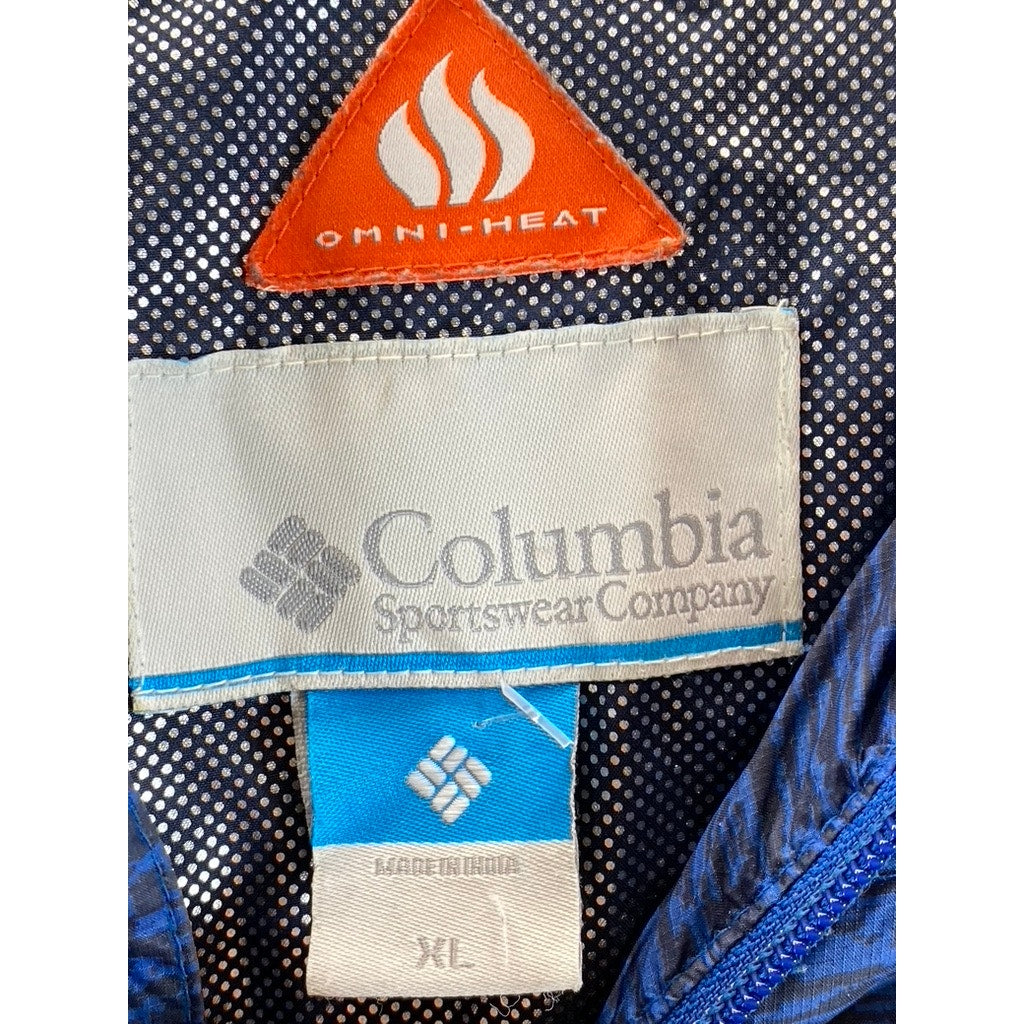 OMNI-HEAT
Columbia
Sportswear Company
MADE IN INDIA
XL